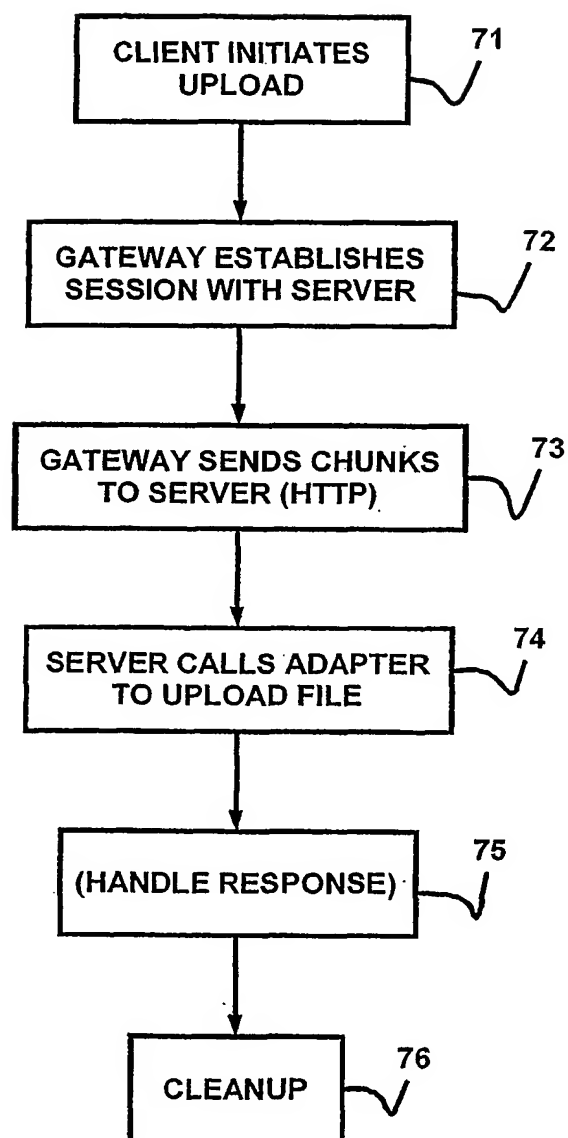 CLIENT INITIATES
UPLOAD
71
GATEWAY ESTABLISHES
SESSION WITH SERVER
72
GATEWAY SENDS CHUNKS
TO SERVER (HTTP)
73
SERVER CALLS ADAPTER
TO UPLOAD FILE
74
(HANDLE RESPONSE)
75
CLEANUP
76